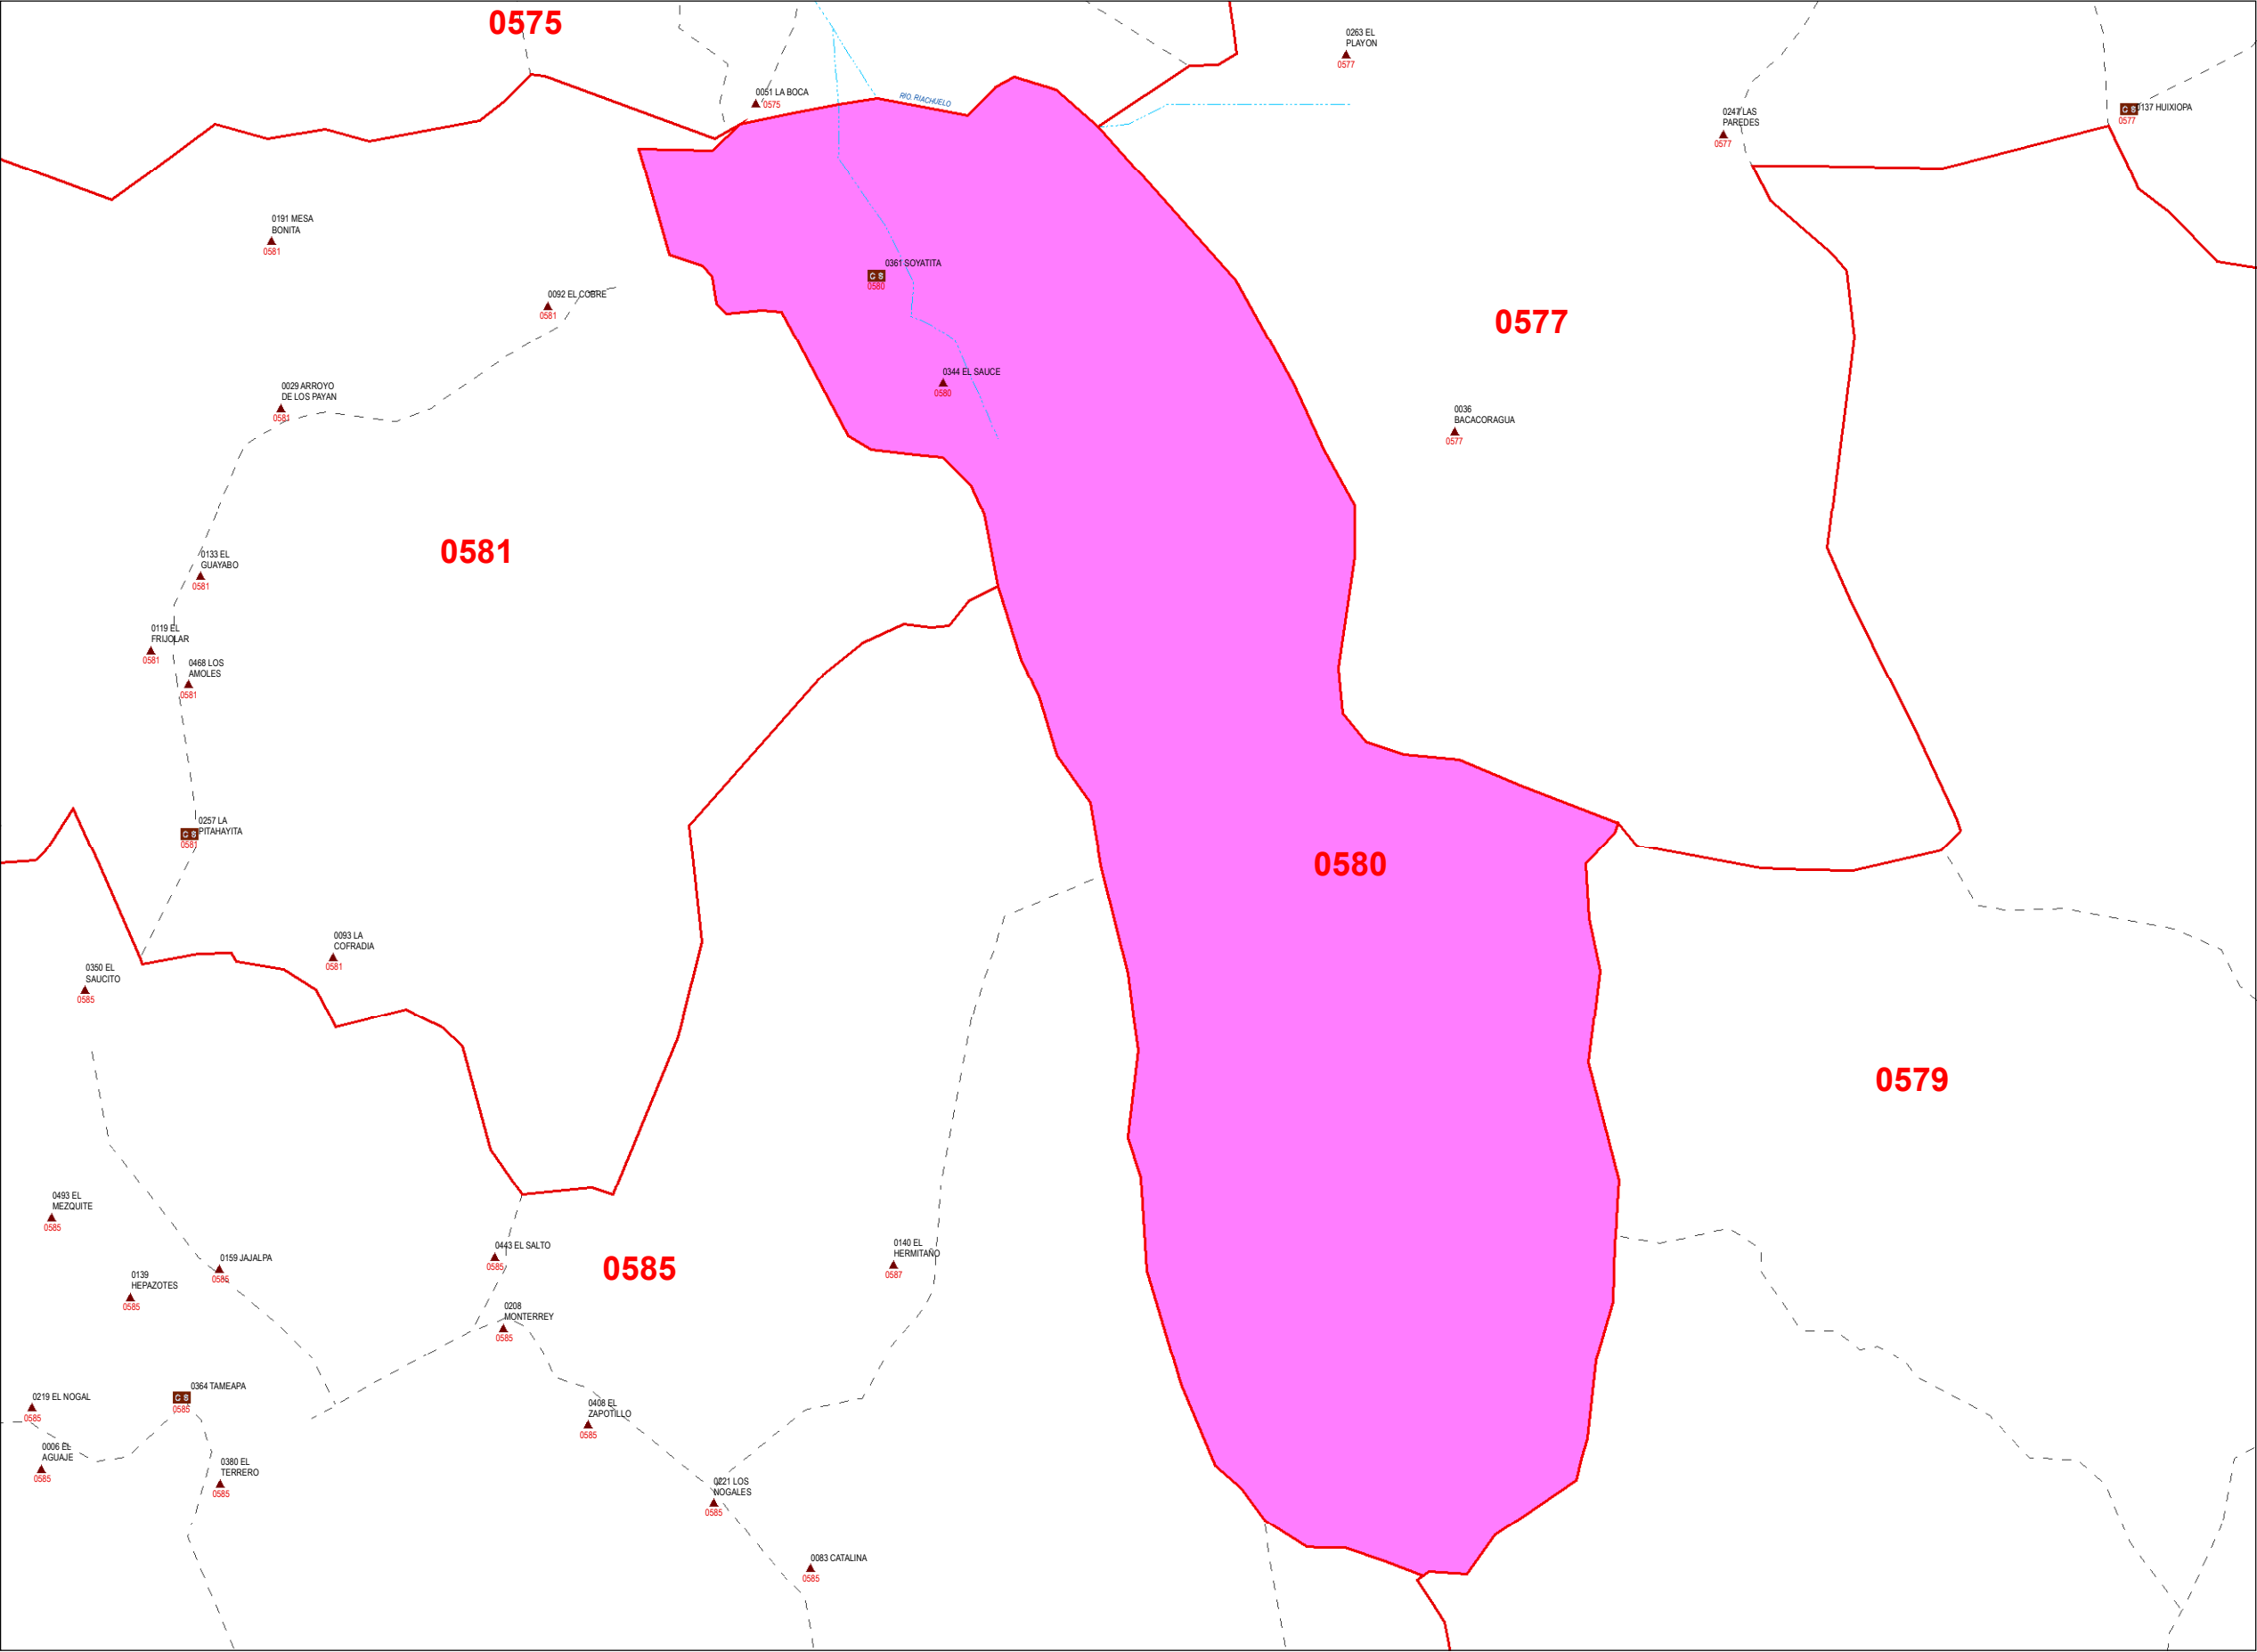 0575
0263 EL
PLAYON
0577
0051 LA BOCA
0575
RIO. RIACHUELO
0247 LAS
PAREDES
0577
C S
0137 HUIXIOPA
0577
0191 MESA
BONITA
0581
0361 SOYATITA
C S
0580
0092 EL COBRE
0581
0577
0344 EL SAUCE
0580
0029 ARROYO
DE LOS PAYAN
0581
0036
BACACORAGUA
0577
0581
0133 EL
GUAYABO
0581
0119 EL
FRIJOLAR
0581
0468 LOS
AMOLES
0581
0257 LA
PITAHAYITA
C S
0581
0580
0093 LA
COFRADIA
0581
0350 EL
SAUCITO
0585
0579
0493 EL
MEZQUITE
0585
0159 JAJALPA
0585
0139
HEPAZOTES
0585
0443 EL SALTO
0585
0585
0140 EL
HERMITAÑO
0587
0208
MONTERREY
0585
0364 TAMEAPA
C S
0585
0219 EL NOGAL
0585
0408 EL
ZAPOTILLO
0585
0006 EL
AGUAJE
0585
0380 EL
TERRERO
0585
0221 LOS
NOGALES
0585
0083 CATALINA
0585